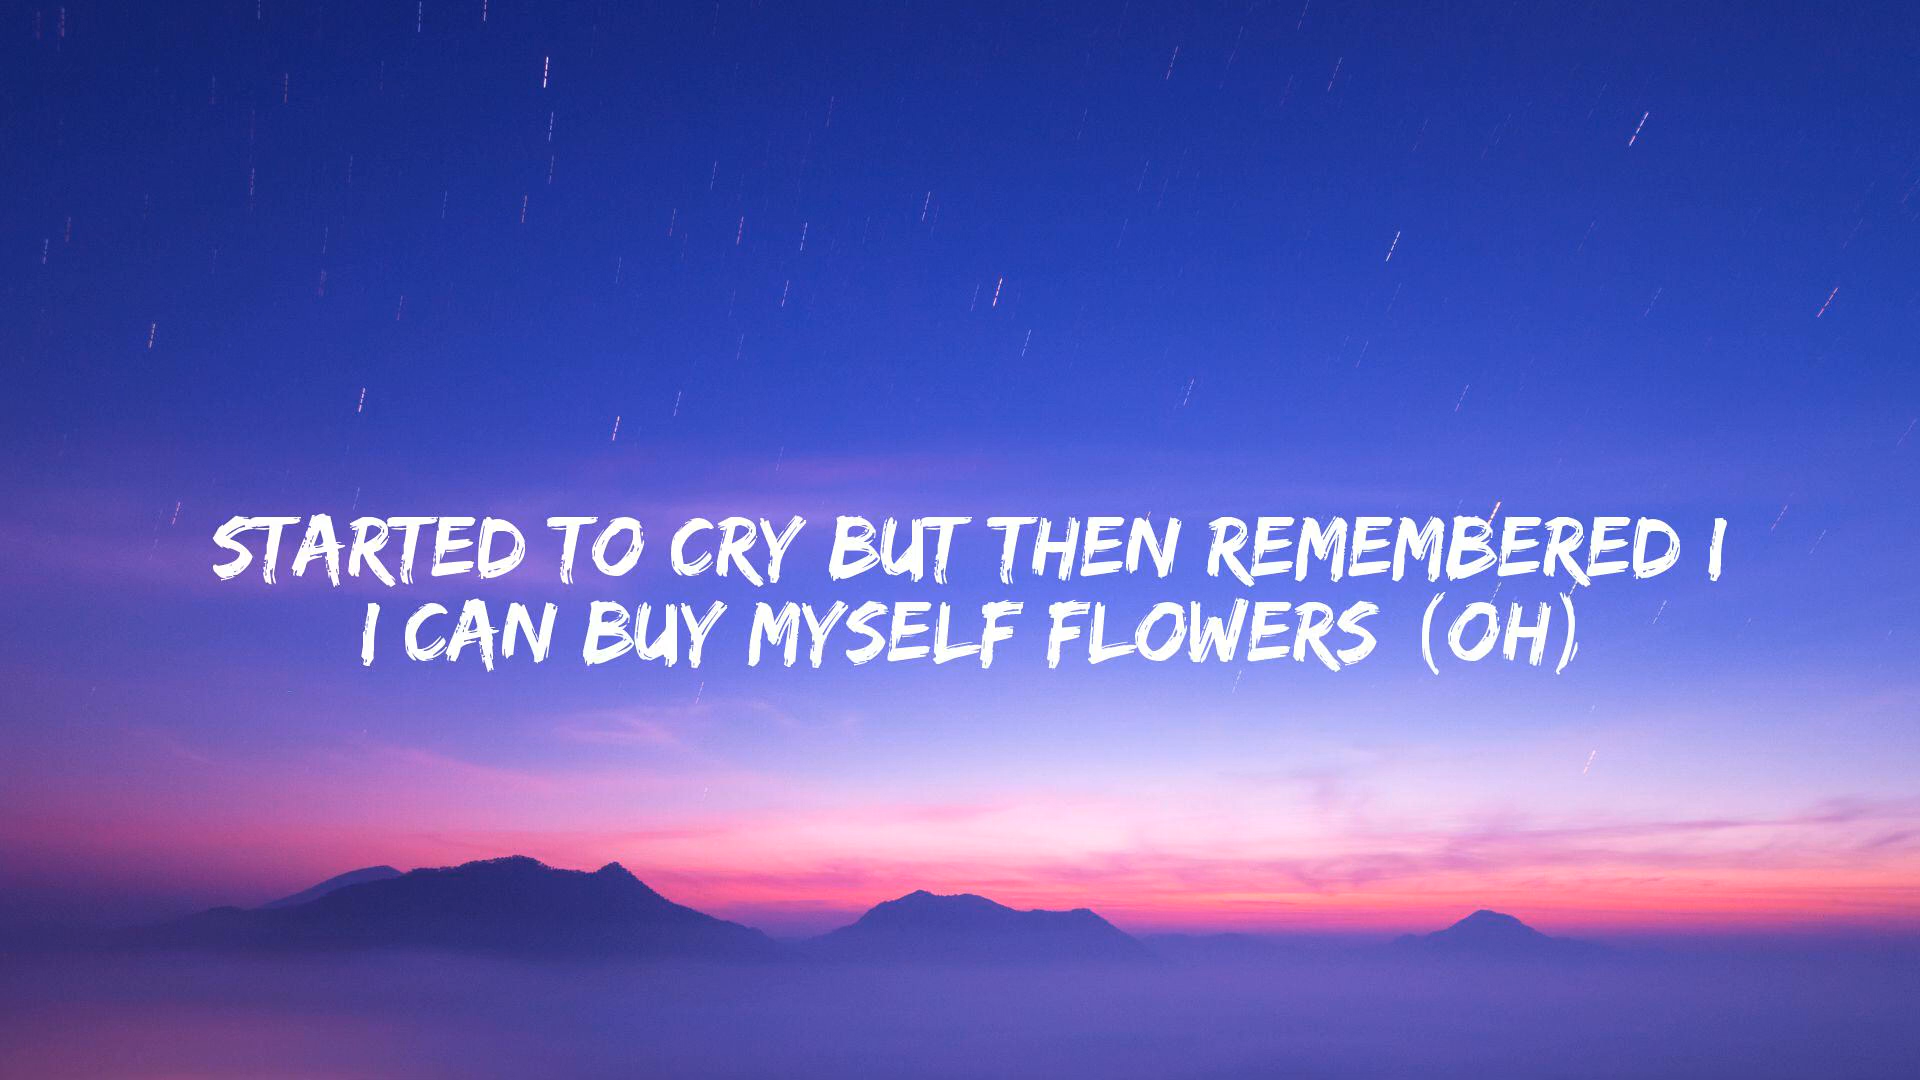 STARTED TO CRY BUT THEN REMEMBERED I
I CAN BUY MYSELF FLOWERS (OH)